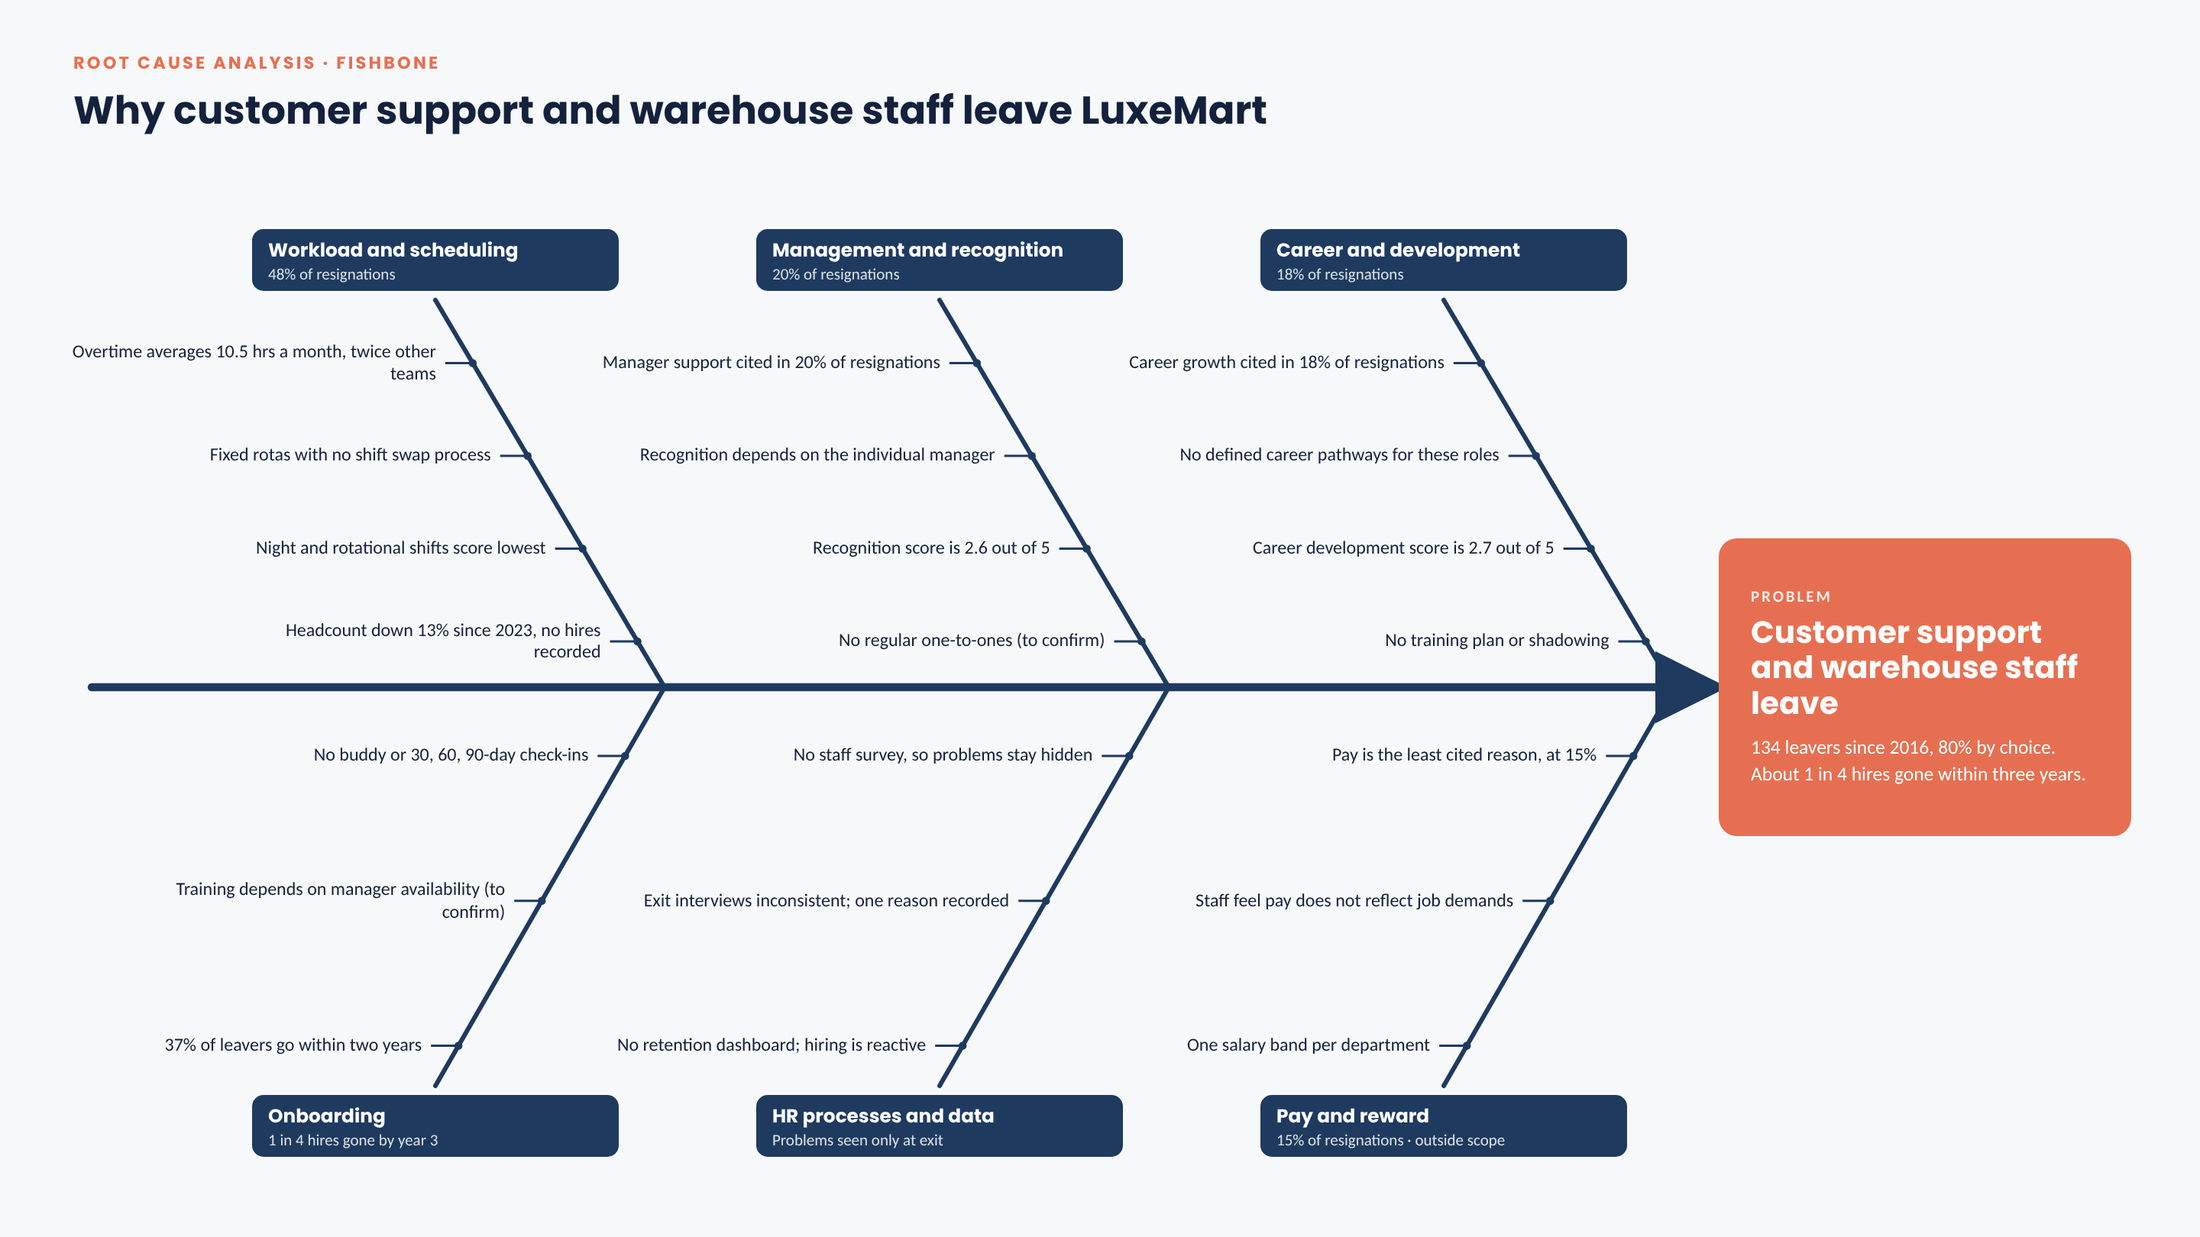 ROOT CAUSE ANALYSIS · FISHBONE
Why customer support and warehouse staff leave LuxeMart
Workload and scheduling
48% of resignations
Overtime averages 10.5 hrs a month, twice other
teams
Fixed rotas with no shift swap process
Night and rotational shifts score lowest
Headcount down 13% since 2023, no hires
recorded
Management and recognition
20% of resignations
Manager support cited in 20% of resignations
Recognition depends on the individual manager
Recognition score is 2.6 out of 5
No regular one-to-ones (to confirm)
Career and development
18% of resignations
Career growth cited in 18% of resignations
No defined career pathways for these roles
Career development score is 2.7 out of 5
No training plan or shadowing
PROBLEM
Customer support
and warehouse staff
leave
134 leavers since 2016, 80% by choice.
About 1 in 4 hires gone within three years.
No buddy or 30, 60, 90-day check-ins
Training depends on manager availability (to
confirm)
37% of leavers go within two years
Onboarding
1 in 4 hires gone by year 3
No staff survey, so problems stay hidden
Exit interviews inconsistent; one reason recorded
No retention dashboard; hiring is reactive
HR processes and data
Problems seen only at exit
Pay is the least cited reason, at 15%
Staff feel pay does not reflect job demands
One salary band per department
Pay and reward
15% of resignations · outside scope